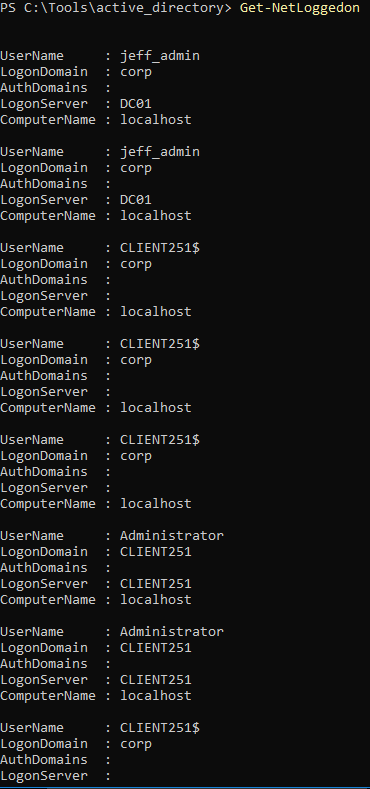 PS C:\Tools\active_directory> Get-NetLoggedon
UserName      : jeff_admin
LogonDomain   : corp
AuthDomains   :
LogonServer   : DC01
ComputerName  : localhost
UserName      : jeff_admin
LogonDomain   : corp
AuthDomains   :
LogonServer   : DC01
ComputerName  : localhost
UserName      : CLIENT251$
LogonDomain   : corp
AuthDomains   :
LogonServer   :
ComputerName  : localhost
UserName      : CLIENT251$
LogonDomain   : corp
AuthDomains   :
LogonServer   :
ComputerName  : localhost
UserName      : CLIENT251$
LogonDomain   : corp
AuthDomains   :
LogonServer   :
ComputerName  : localhost
UserName      : Administrator
LogonDomain   : CLIENT251
AuthDomains   :
LogonServer   : CLIENT251
ComputerName  : localhost
UserName      : Administrator
LogonDomain   : CLIENT251
AuthDomains   :
LogonServer   : CLIENT251
ComputerName  : localhost
UserName      : CLIENT251$
LogonDomain   : corp
AuthDomains   :
LogonServer   :